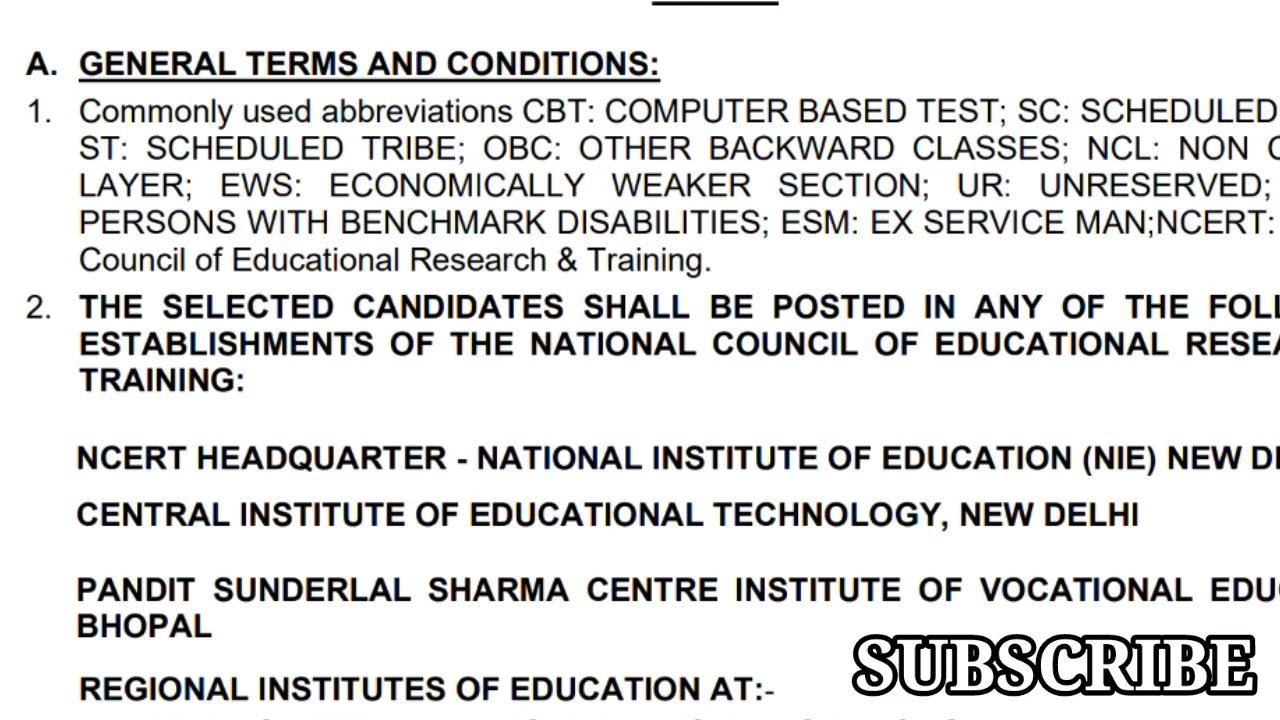 A. GENERAL TERMS AND CONDITIONS:
1. Commonly used abbreviations CBT: COMPUTER BASED TEST; SC: SCHEDULED
ST: SCHEDULED TRIBE; OBC: OTHER BACKWARD CLASSES; NCL: NON
LAYER; EWS: ECONOMICALLY WEAKER SECTION; UR: UNRESERVED;
PERSONS WITH BENCHMARK DISABILITIES; ESM: EX SERVICE MAN;NCERT:
Council of Educational Research & Training.
2. THE SELECTED CANDIDATES SHALL BE POSTED IN ANY OF THE FOLL
ESTABLISHMENTS OF THE NATIONAL COUNCIL OF EDUCATIONAL RESEA
TRAINING:
NCERT HEADQUARTER - NATIONAL INSTITUTE OF EDUCATION (NIE) NEW DE
CENTRAL INSTITUTE OF EDUCATIONAL TECHNOLOGY, NEW DELHI
PANDIT SUNDERLAL SHARMA CENTRE INSTITUTE OF VOCATIONAL EDU
BHOPAL
REGIONAL INSTITUTES OF EDUCATION AT:-
SUBSCRIBE